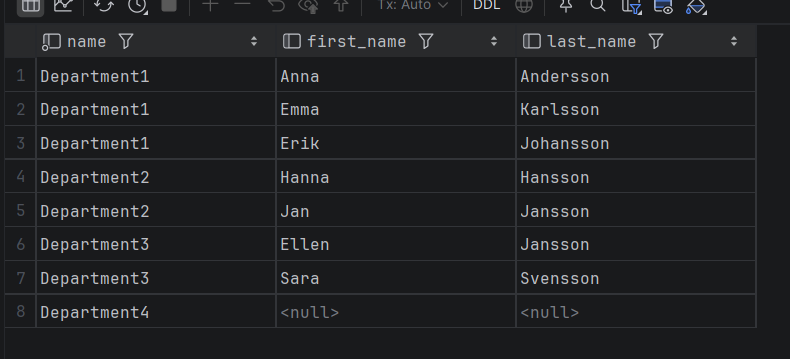 Tx: Auto DDL
name first_name last_name
1 Department1 Anna Andersson
2 Department1 Emma Karlsson
3 Department1 Erik Johansson
4 Department2 Hanna Hansson
5 Department2 Jan Jansson
6 Department3 Ellen Jansson
7 Department3 Sara Svensson
8 Department4 <null> <null>